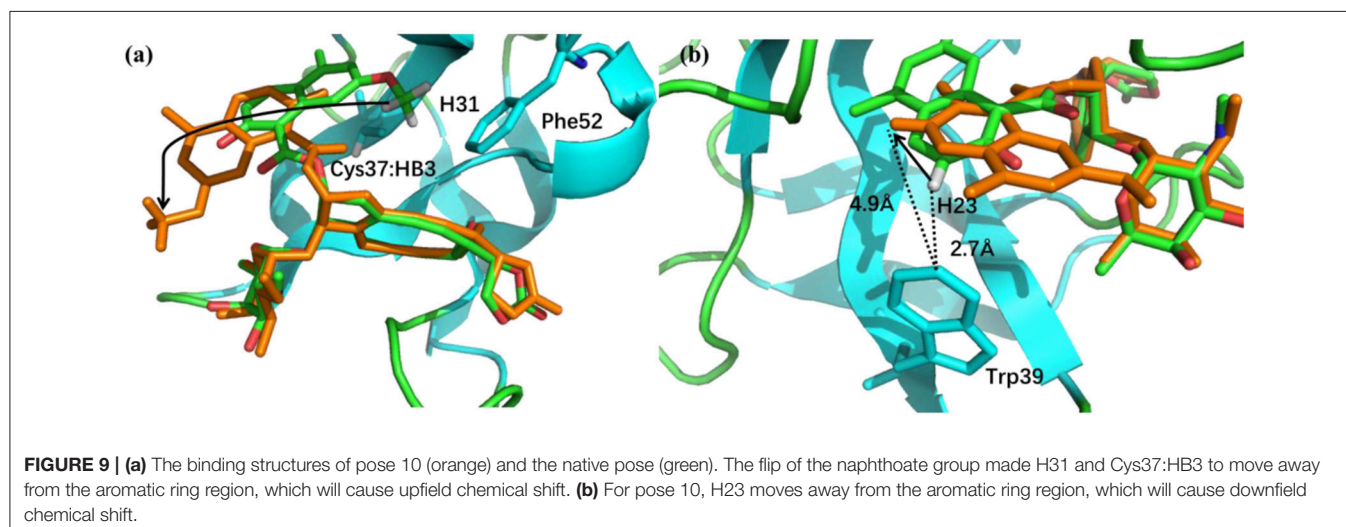 (a)
H31
Phe52
Cys37:HB3
(b)
4.9Å
H23
2.7Å
Trp39
FIGURE 9 | (a) The binding structures of pose 10 (orange) and the native pose (green). The flip of the naphthoate group made H31 and Cys37:HB3 to move away
from the aromatic ring region, which will cause upfield chemical shift. (b) For pose 10, H23 moves away from the aromatic ring region, which will cause downfield
chemical shift.